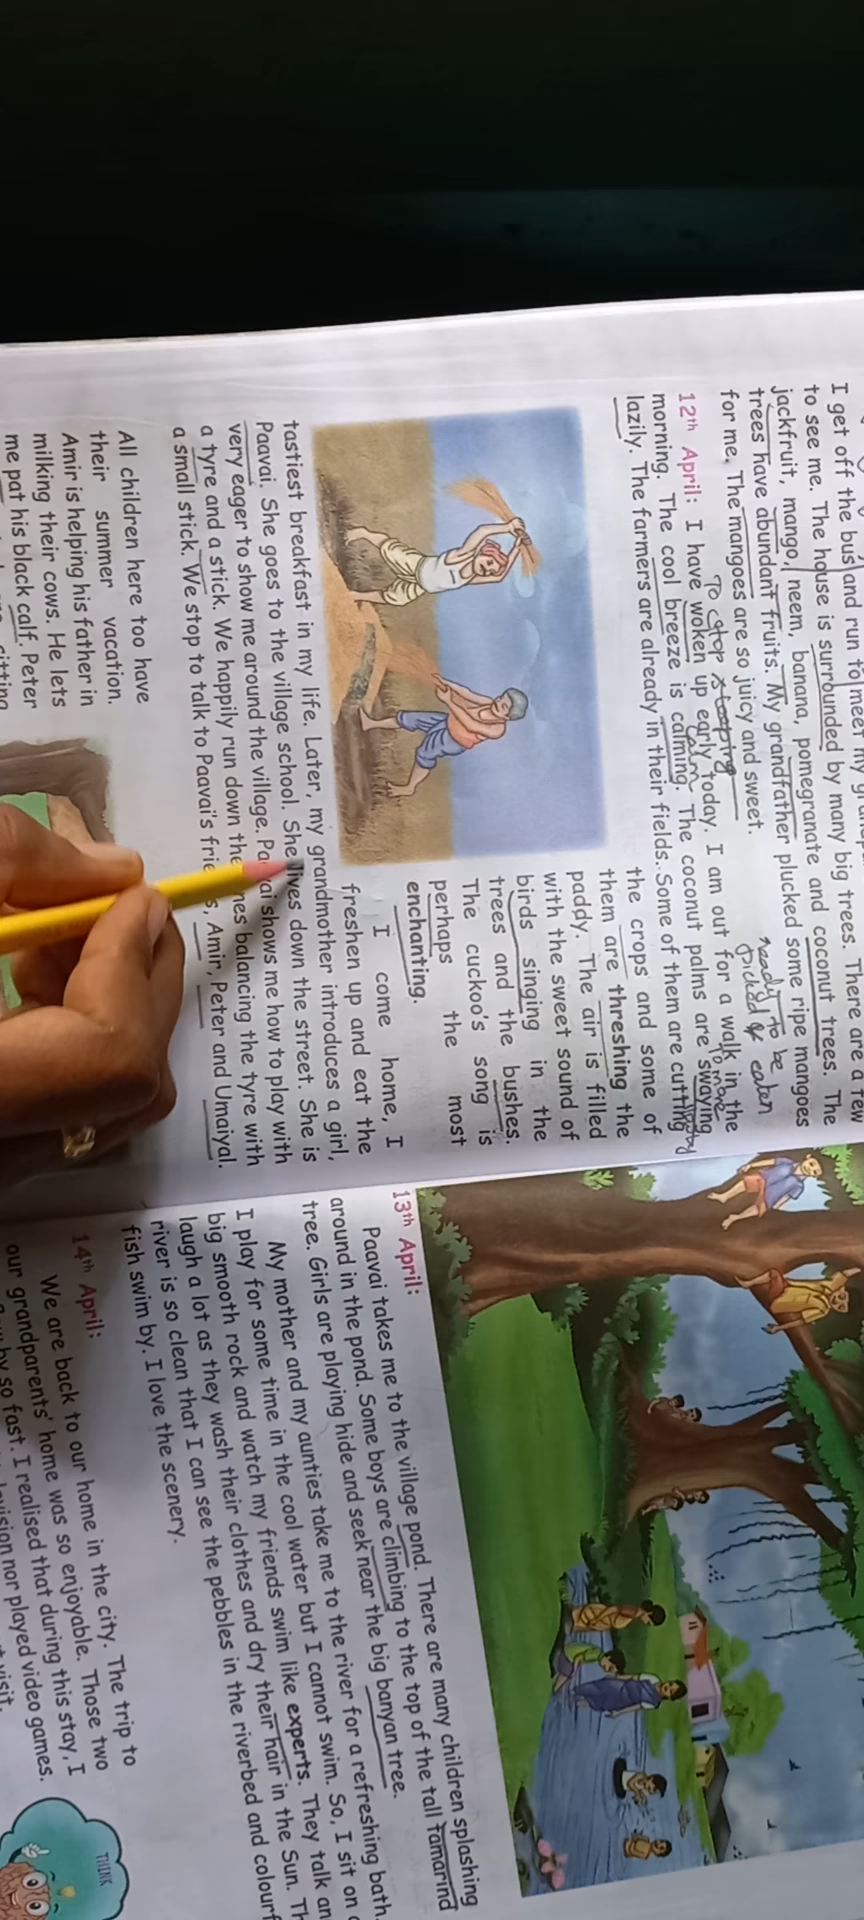 I get off the bus and run to meet my
to see me. The house is surrounded by many big trees. There are a few
jackfruit, mango, neem, banana, pomegranate and coconut trees. The
trees have abundant fruits. My grandfather plucked some ripe mangoes
for me. The mangoes are so juicy and sweet.
ready to be
picked & eaten
To stop sleeping
12th April: I have woken up early today. I am out for a walk in the
calm
To move
morning. The cool breeze is calming. The coconut palms are swaying
lazily. The farmers are already in their fields. Some of them are cutting
the crops and some of
them are threshing the
paddy. The air is filled
with the sweet sound of
birds singing in the
trees and the bushes.
The cuckoo's song is
perhaps the most
enchanting.
I come home, I
freshen up and eat the
tastiest breakfast in my life. Later, my grandmother introduces a girl,
Paavai. She goes to the village school. She lives down the street. She is
very eager to show me around the village. Paavai shows me how to play with
a tyre and a stick. We happily run down the balancing the tyre with
a small stick. We stop to talk to Paavai's Amir, Peter and Umaiyal.
All children here too have
their summer vacation.
Amir is helping his father in
milking their cows. He lets
me pat his black calf. Peter
sitting
13th April:
Paavai takes me to the village pond. There are many children splashing
around in the pond. Some boys are climbing to the top of the tall tamarind
tree. Girls are playing hide and seek near the big banyan tree.
My mother and my aunties take me to the river for a refreshing bath.
I play for some time in the cool water but I cannot swim. So, I sit on
big smooth rock and watch my friends swim like experts. They talk an
laugh a lot as they wash their clothes and dry their hair in the Sun. Th
river is so clean that I can see the pebbles in the riverbed and colourf
fish swim by. I love the scenery.
14th April:
We are back to our home in the city. The trip to
our grandparents' home was so enjoyable. Those two
by so fast. I realised that during this stay, I
nor played video games.
visit.
THINK